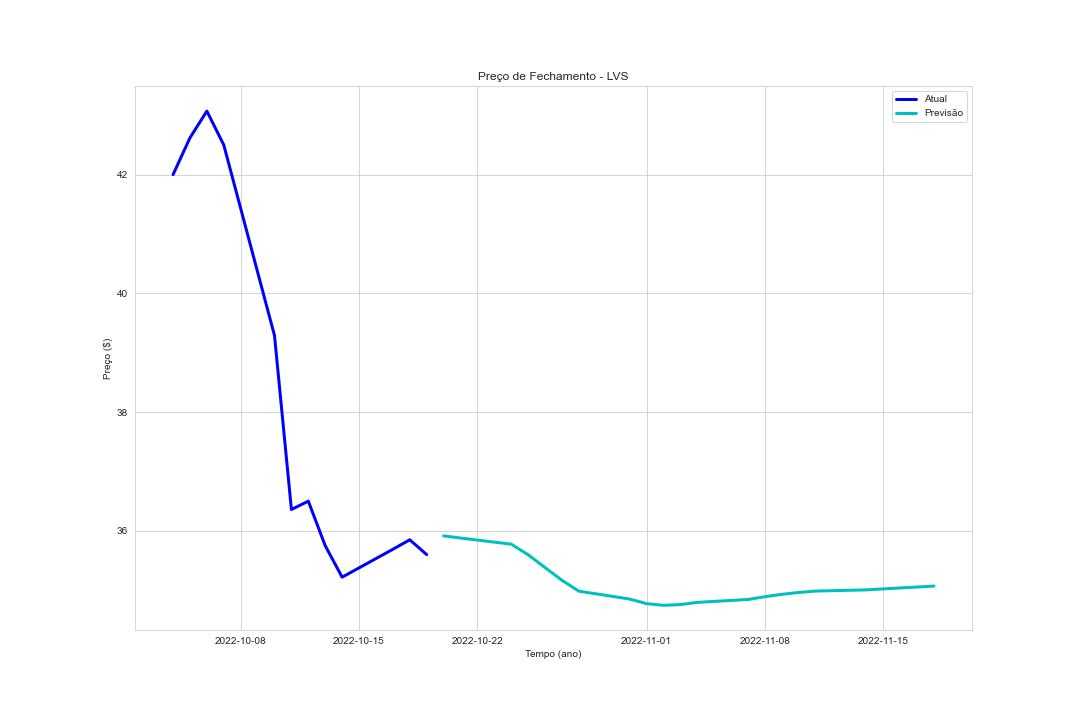 Preço de Fechamento - LVS
Atual
Previsão
42
40
38
36
Preço ($)
2022-10-08
2022-10-15
2022-10-22
2022-11-01
2022-11-08
2022-11-15
Tempo (ano)